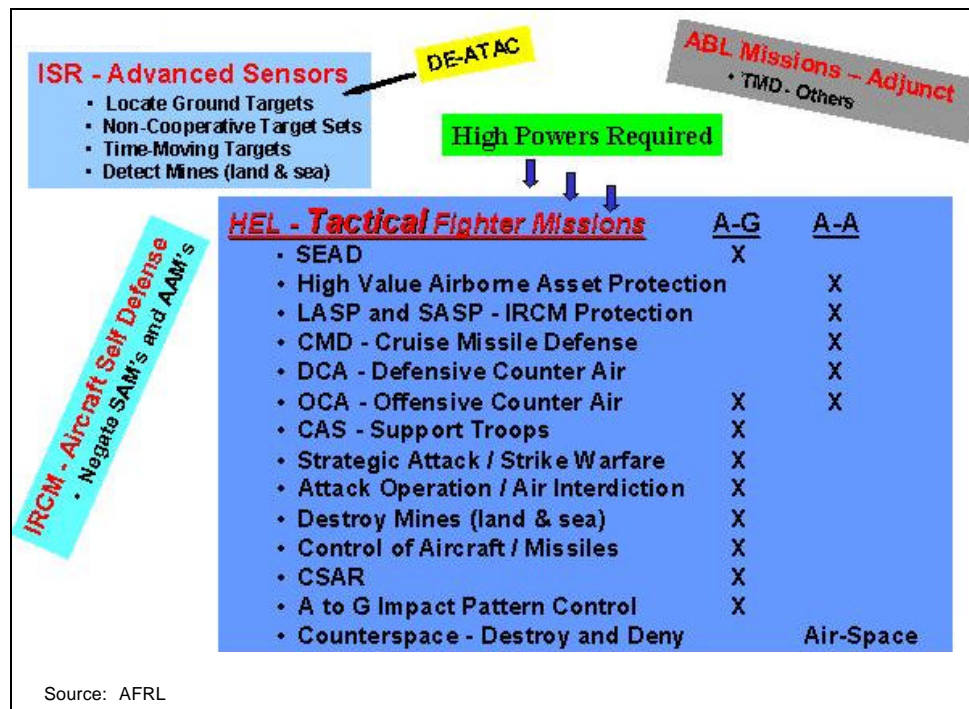 DE-ATAC
ISR - Advanced Sensors
• Locate Ground Targets
• Non-Cooperative Target Sets
• Time-Moving Targets
• Detect Mines (land & sea)
ABL Missions – Adjunct
• TMD - Others
High Powers Required
IRCM - Aircraft Self Defense
• Negate SAM's and AAM's
HEL - Tactical Fighter Missions A-G A-A
• SEAD X
• High Value Airborne Asset Protection X
• LASP and SASP - IRCM Protection X
• CMD - Cruise Missile Defense X
• DCA - Defensive Counter Air X
• OCA - Offensive Counter Air X X
• CAS - Support Troops X
• Strategic Attack / Strike Warfare X
• Attack Operation / Air Interdiction X
• Destroy Mines (land & sea) X
• Control of Aircraft / Missiles X
• CSAR X
• A to G Impact Pattern Control X
• Counterspace - Destroy and Deny Air-Space
Source: AFRL